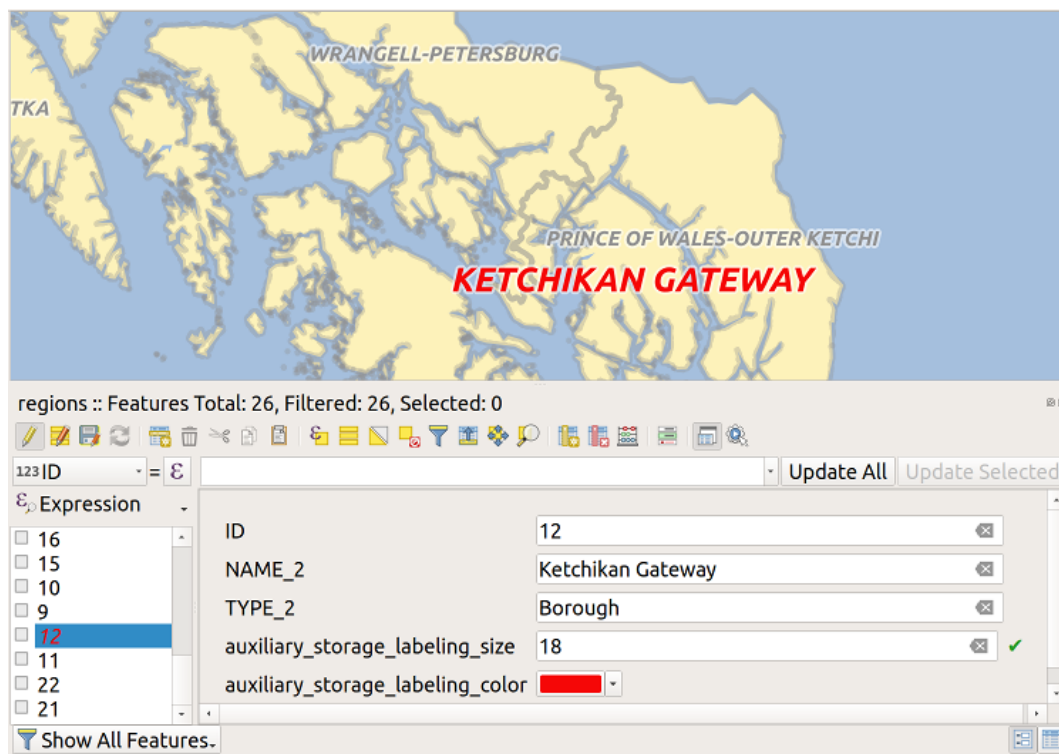 WRANGELL-PETERSBURG
TKA
PRINCE OF WALES-OUTER KETCHI
KETCHIKAN GATEWAY
regions :: Features Total: 26, Filtered: 26, Selected: 0
123 ID = ε Update All Update Selected
Expression
16
15
10
9
12
11
22
21
ID 12
NAME_2 Ketchikan Gateway
TYPE_2 Borough
auxiliary_storage_labeling_size 18
auxiliary_storage_labeling_color
Show All Features